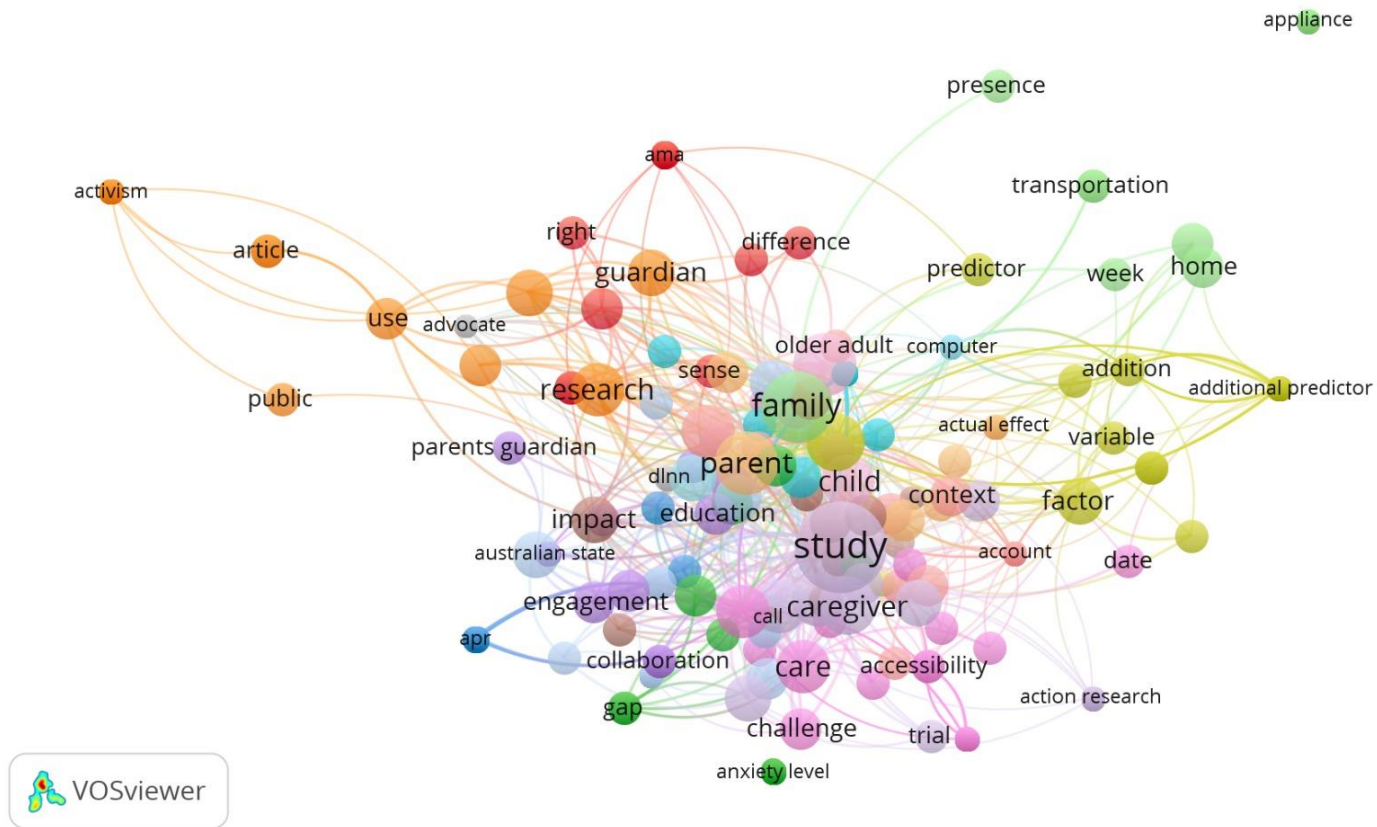 appliance
presence
ama
transportation
activism
right
difference
article
guardian
predictor
week
home
use
advocate
older adult
computer
sense
addition
research
additional predictor
public
family
actual effect
parents guardian
variable
parent
dlnn
child
context
factor
impact
education
study
australian state
account
date
engagement
call
caregiver
apr
collaboration
care
accessibility
action research
gap
challenge
trial
anxiety level
VOSviewer